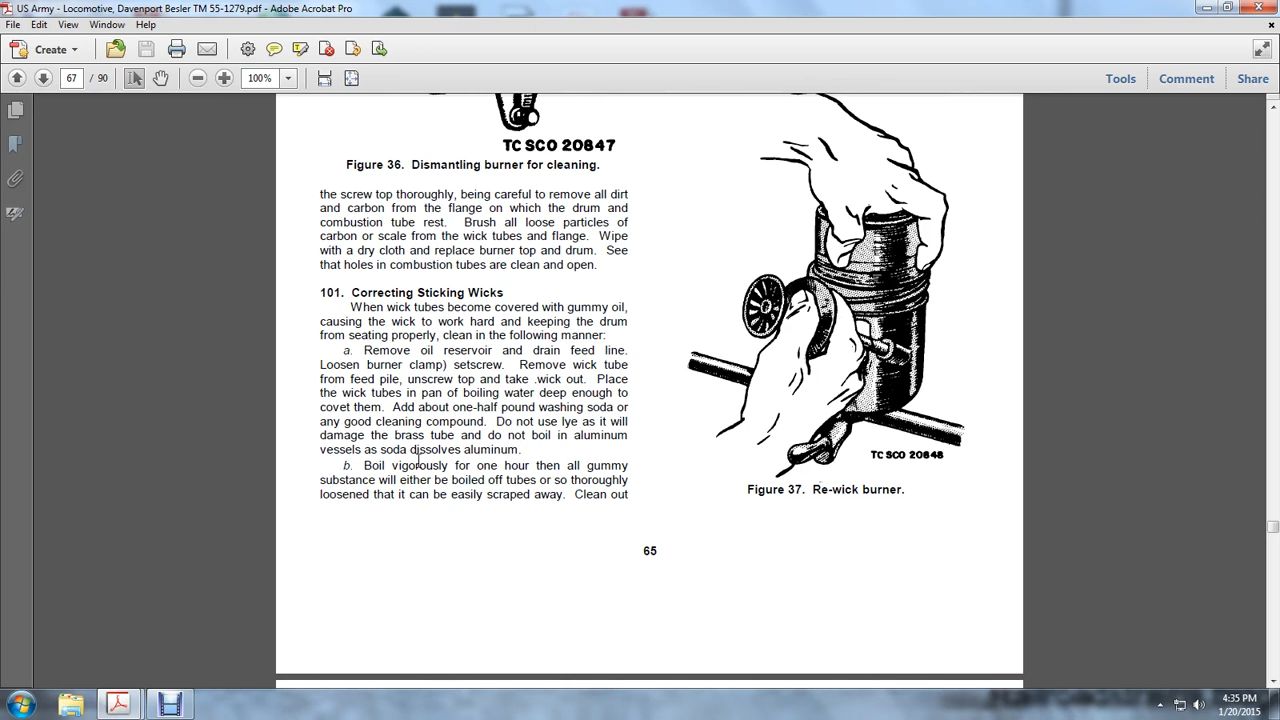 US Army - Locomotive, Davenport Besler TM 55-1279.pdf - Adobe Acrobat Pro
File Edit View Window Help
Create
67 / 90 100% Tools Comment Share
TC SCO 20847
Figure 36. Dismantling burner for cleaning.
the screw top thoroughly, being careful to remove all dirt
and carbon from the flange on which the drum and
combustion tube rest. Brush all loose particles of
carbon or scale from the wick tubes and flange. Wipe
with a dry cloth and replace burner top and drum. See
that holes in combustion tubes are clean and open.
101. Correcting Sticking Wicks
When wick tubes become covered with gummy oil,
causing the wick to work hard and keeping the drum
from seating properly, clean in the following manner:
a. Remove oil reservoir and drain feed line.
Loosen burner clamp) setscrew. Remove wick tube
from feed pile, unscrew top and take .wick out. Place
the wick tubes in pan of boiling water deep enough to
covet them. Add about one-half pound washing soda or
any good cleaning compound. Do not use lye as it will
damage the brass tube and do not boil in aluminum
vessels as soda dissolves aluminum.
b. Boil vigorously for one hour then all gummy
substance will either be boiled off tubes or so thoroughly
loosened that it can be easily scraped away. Clean out
TC SCO 20848
Figure 37. Re-wick burner.
65
4:35 PM
1/20/2015